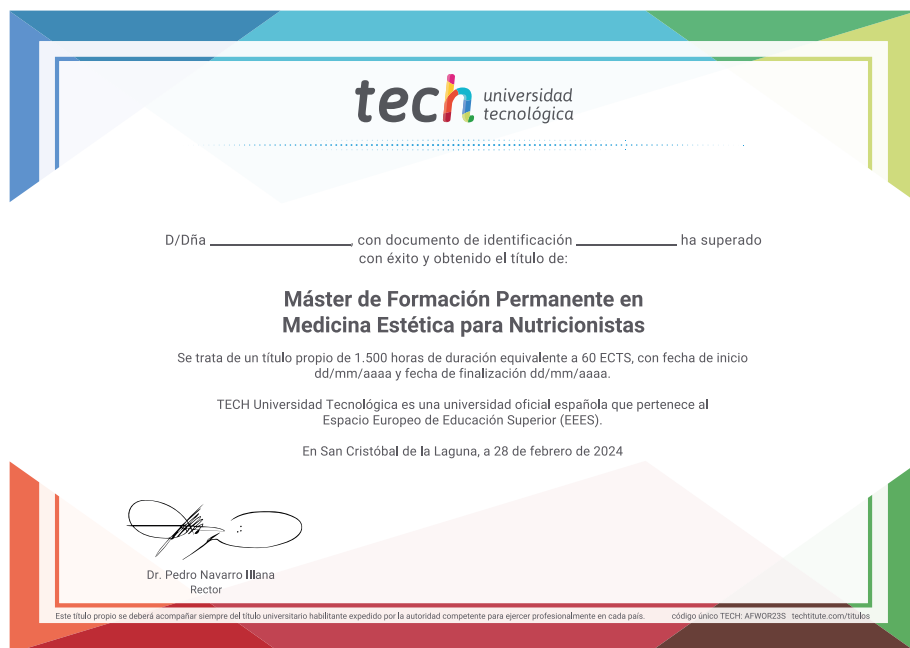 tech universidad
tecnológica
D/Dña ______________, con documento de identificación __________ ha superado
con éxito y obtenido el título de:
Máster de Formación Permanente en
Medicina Estética para Nutricionistas
Se trata de un título propio de 1.500 horas de duración equivalente a 60 ECTS, con fecha de inicio
dd/mm/aaaa y fecha de finalización dd/mm/aaaa.
TECH Universidad Tecnológica es una universidad oficial española que pertenece al
Espacio Europeo de Educación Superior (EEES).
En San Cristóbal de la Laguna, a 28 de febrero de 2024
Dr. Pedro Navarro Illana
Rector
Este título propio se deberá acompañar siempre del título universitario habilitante expedido por la autoridad competente para ejercer profesionalmente en cada país. código único TECH: AFWOR23S techtitute.com/titulos